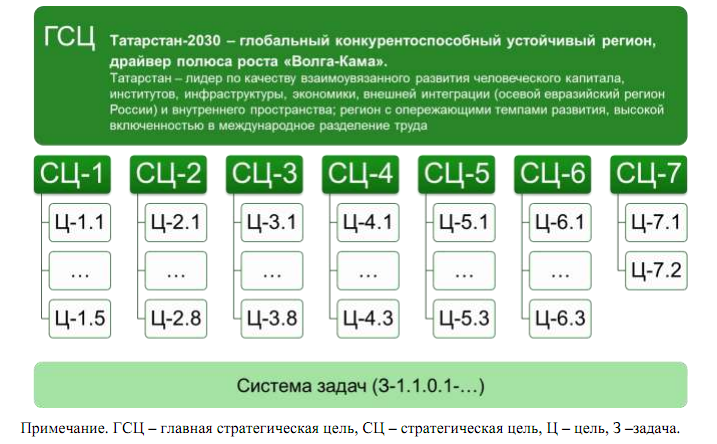 ГСЦ
Татарстан-2030 – глобальный конкурентоспособный устойчивый регион,
драйвер полюса роста «Волга-Кама».
Татарстан – лидер по качеству взаимоувязанного развития человеческого капитала,
институтов, инфраструктуры, экономики, внешней интеграции (осевой евразийский регион
России) и внутреннего пространства; регион с опережающими темпами развития, высокой
включенностью в международное разделение труда
СЦ-1 СЦ-2 СЦ-3 СЦ-4 СЦ-5 СЦ-6 СЦ-7
Ц-1.1 Ц-2.1 Ц-3.1 Ц-4.1 Ц-5.1 Ц-6.1 Ц-7.1
... ... ... ... ... ... Ц-7.2
Ц-1.5 Ц-2.8 Ц-3.8 Ц-4.3 Ц-5.3 Ц-6.3
Система задач (З-1.1.0.1-...)
Примечание. ГСЦ – главная стратегическая цель, СЦ – стратегическая цель, Ц – цель, З –задача.